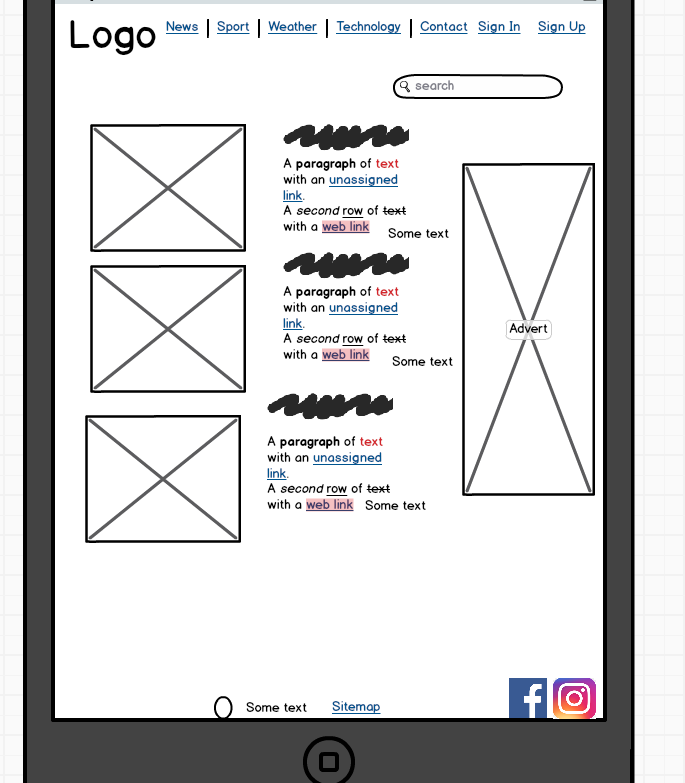 Logo
News Sport Weather Technology Contact Sign In Sign Up
search
A paragraph of text
with an unassigned
link.
A second row of text
with a web link
Some text
A paragraph of text
with an unassigned
link.
A second row of text
with a web link
Some text
A paragraph of text
with an unassigned
link.
A second row of text
with a web link Some text
Advert
Some text Sitemap